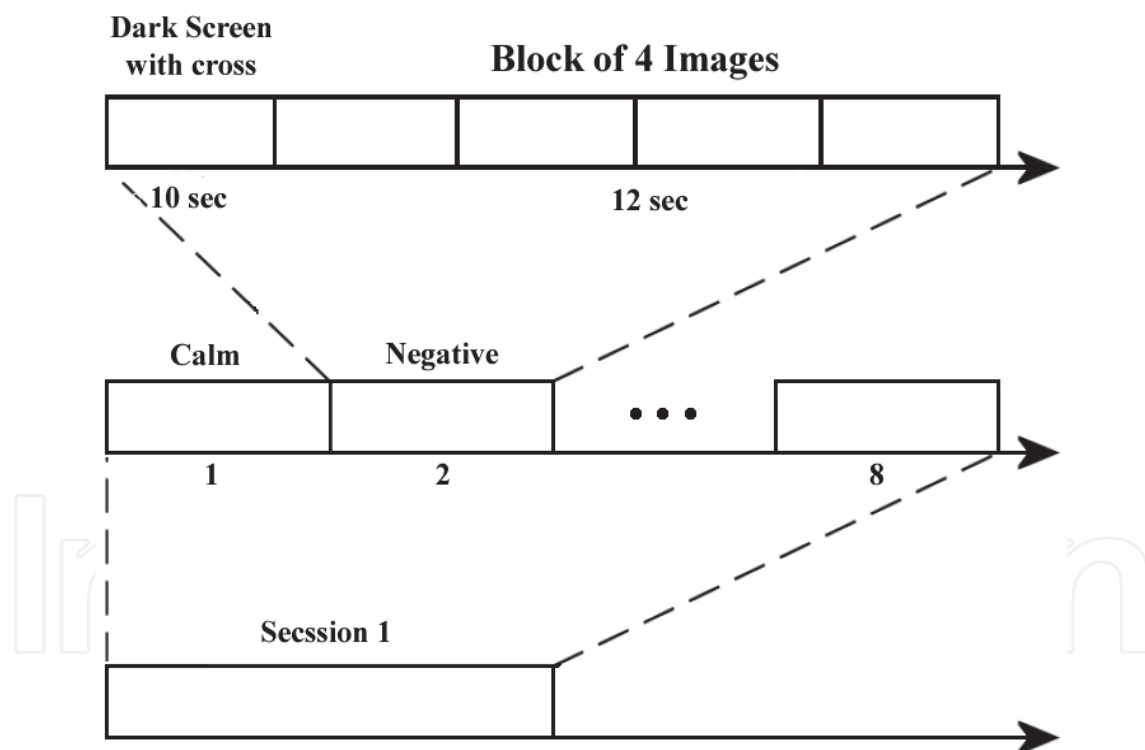 Dark Screen
with cross
Block of 4 Images
10 sec
12 sec
Calm
Negative
1
2
8
Secssion 1